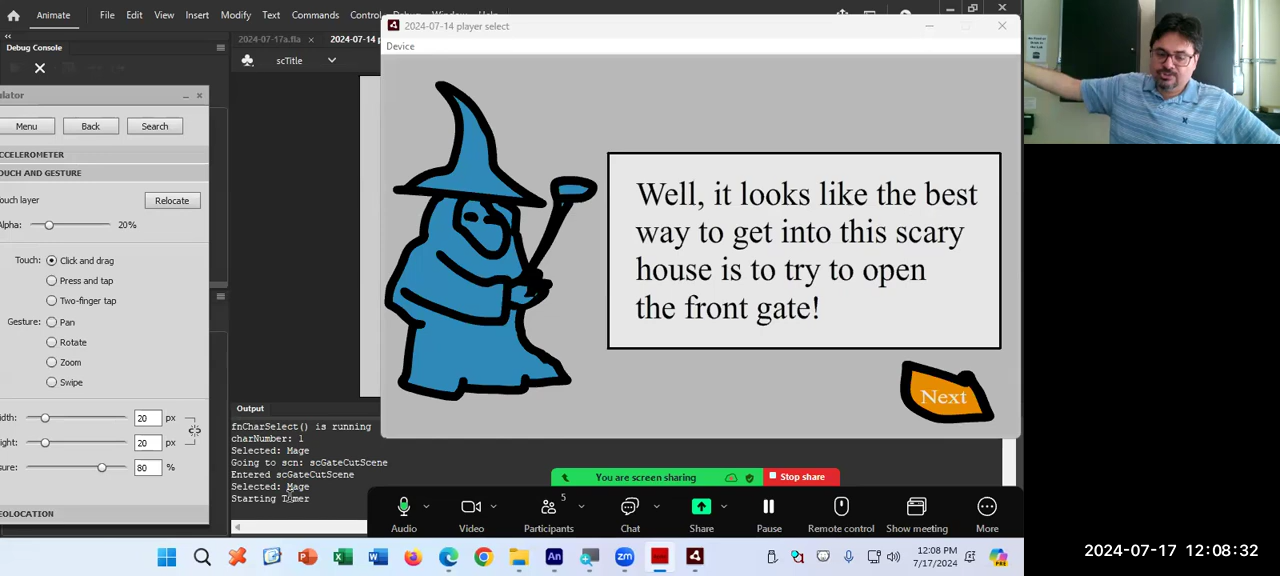 Animate
File Edit View Insert Modify Text Commands Control
Debug Console
2024-07-17a.fla
2024-07-14 p
scTitle
2024-07-14 player select
Device
ulator
Menu Back Search
CCELEROMETER
TOUCH AND GESTURE
ouch layer
Relocate
Alpha: 20%
Touch: Click and drag
Press and tap
Two-finger tap
Gesture: Pan
Rotate
Zoom
Swipe
idth: 20 px
ight: 20 px
sure: 80 %
EOLOCATION
Well, it looks like the best
way to get into this scary
house is to try to open
the front gate!
Next
Output
fnCharSelect() is running
charNumber: 1
Selected: Mage
Going to scn: scGateCutScene
Entered scGateCutScene
Selected: Mage
Starting Timer
You are screen sharing
Stop share
5
Audio Video Participants Chat Share Pause Remote control Show meeting More
12:08 PM
7/17/2024
2024-07-17 12:08:32